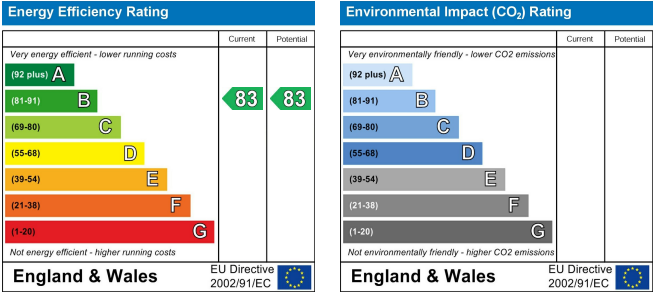 Energy Efficiency Rating
Current Potential
Very energy efficient - lower running costs
(92 plus) A
(81-91) B 83 83
(69-80) C
(55-68) D
(39-54) E
(21-38) F
(1-20) G
Not energy efficient - higher running costs
England & Wales
EU Directive
2002/91/EC
Environmental Impact (CO₂) Rating
Current Potential
Very environmentally friendly - lower CO2 emissions
(92 plus) A
(81-91) B
(69-80) C
(55-68) D
(39-54) E
(21-38) F
(1-20) G
Not environmentally friendly - higher CO2 emissions
England & Wales
EU Directive
2002/91/EC